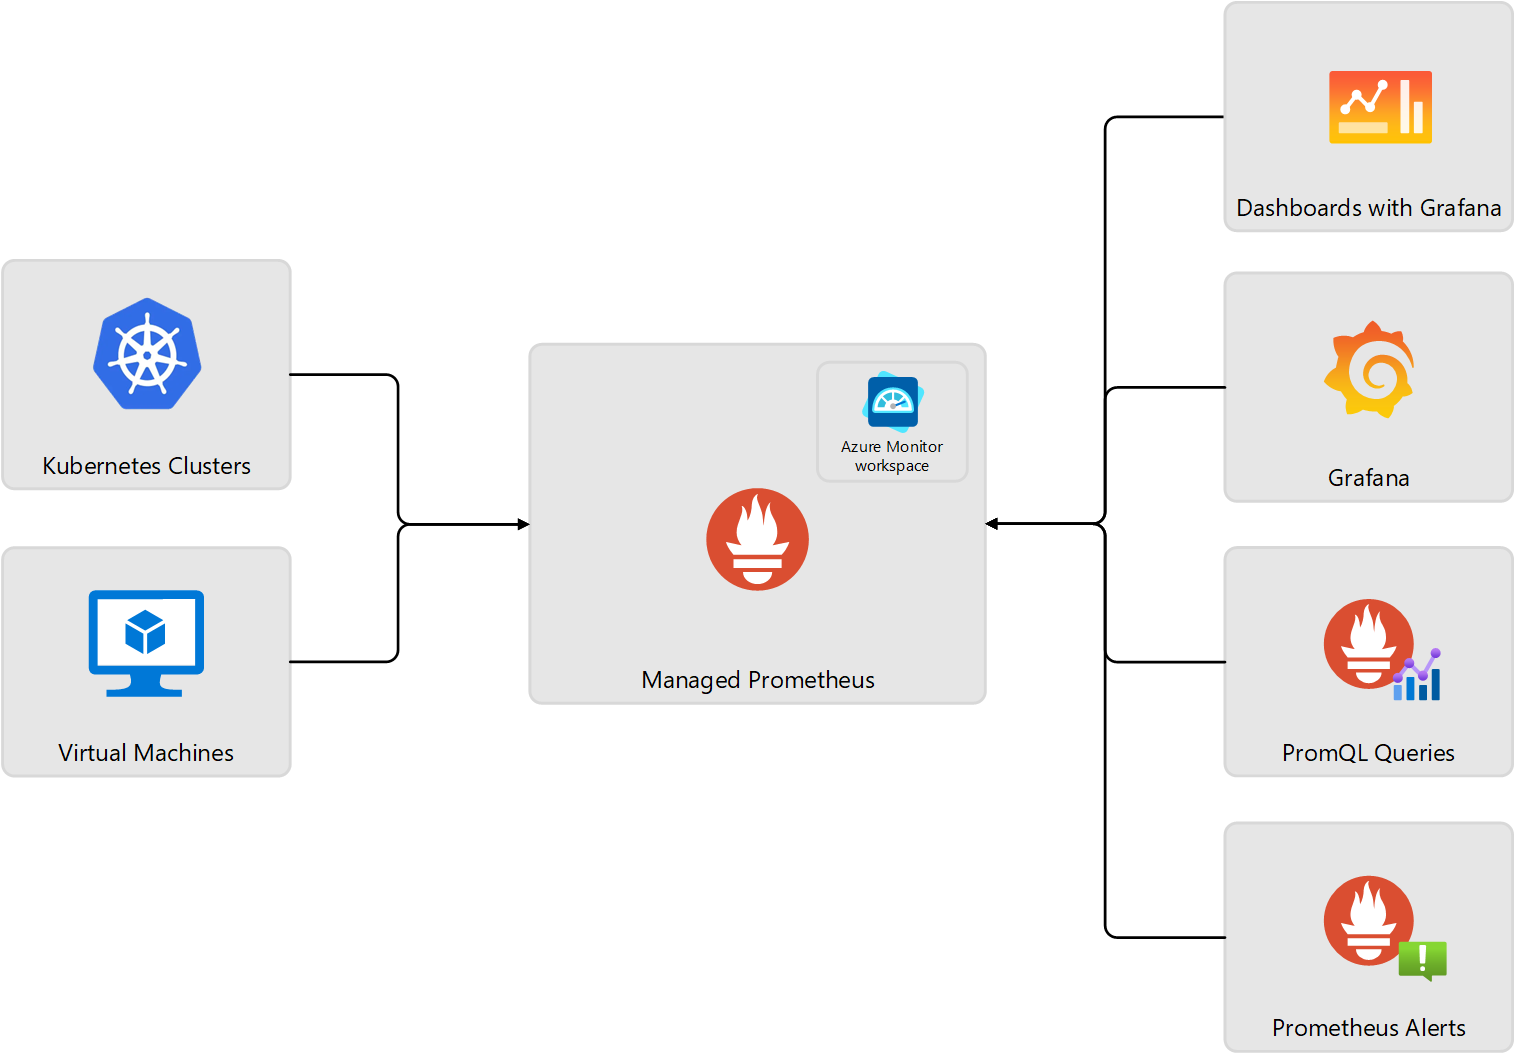 Dashboards with Grafana
Kubernetes Clusters
Virtual Machines
Azure Monitor
workspace
Managed Prometheus
Grafana
PromQL Queries
Prometheus Alerts